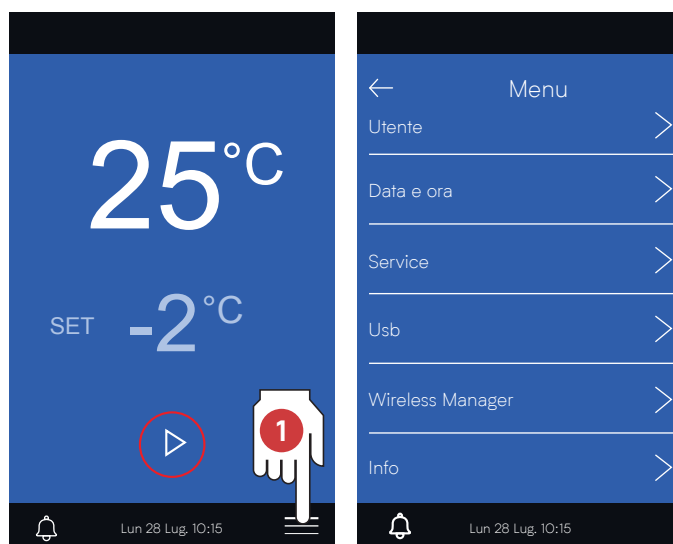 25°C
SET -2°C
1
Lun 28 Lug. 10:15
Menu
Utente
Data e ora
Service
Usb
Wireless Manager
Info
Lun 28 Lug. 10:15